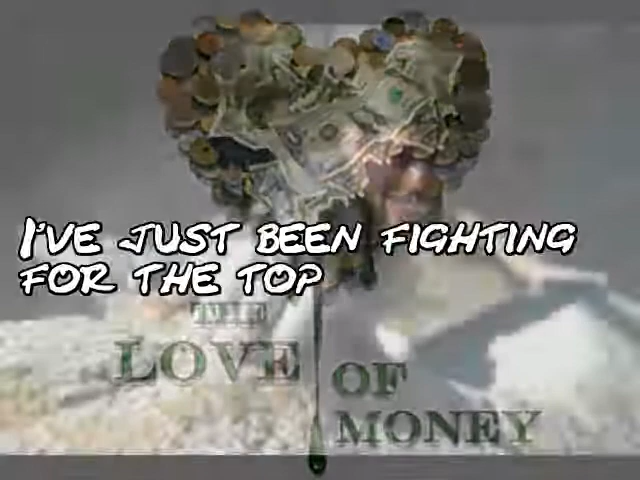 I'VE JUST BEEN FIGHTING
FOR THE TOP
THE
LOVE OF
MONEY